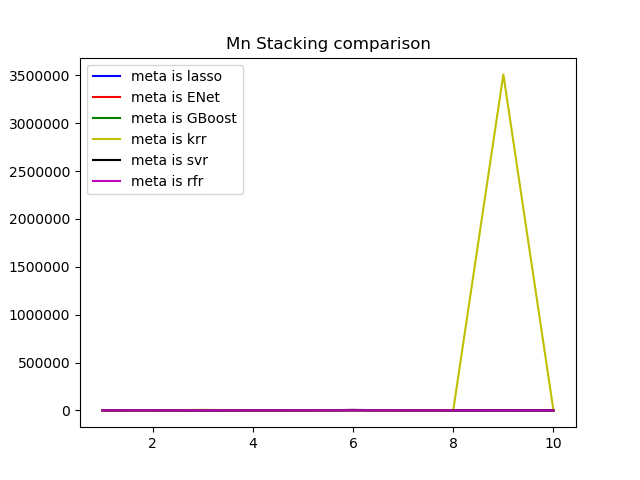 Mn Stacking comparison
meta is lasso
meta is ENet
meta is GBoost
meta is krr
meta is svr
meta is rfr
3500000
3000000
2500000
2000000
1500000
1000000
500000
0
2 4 6 8 10